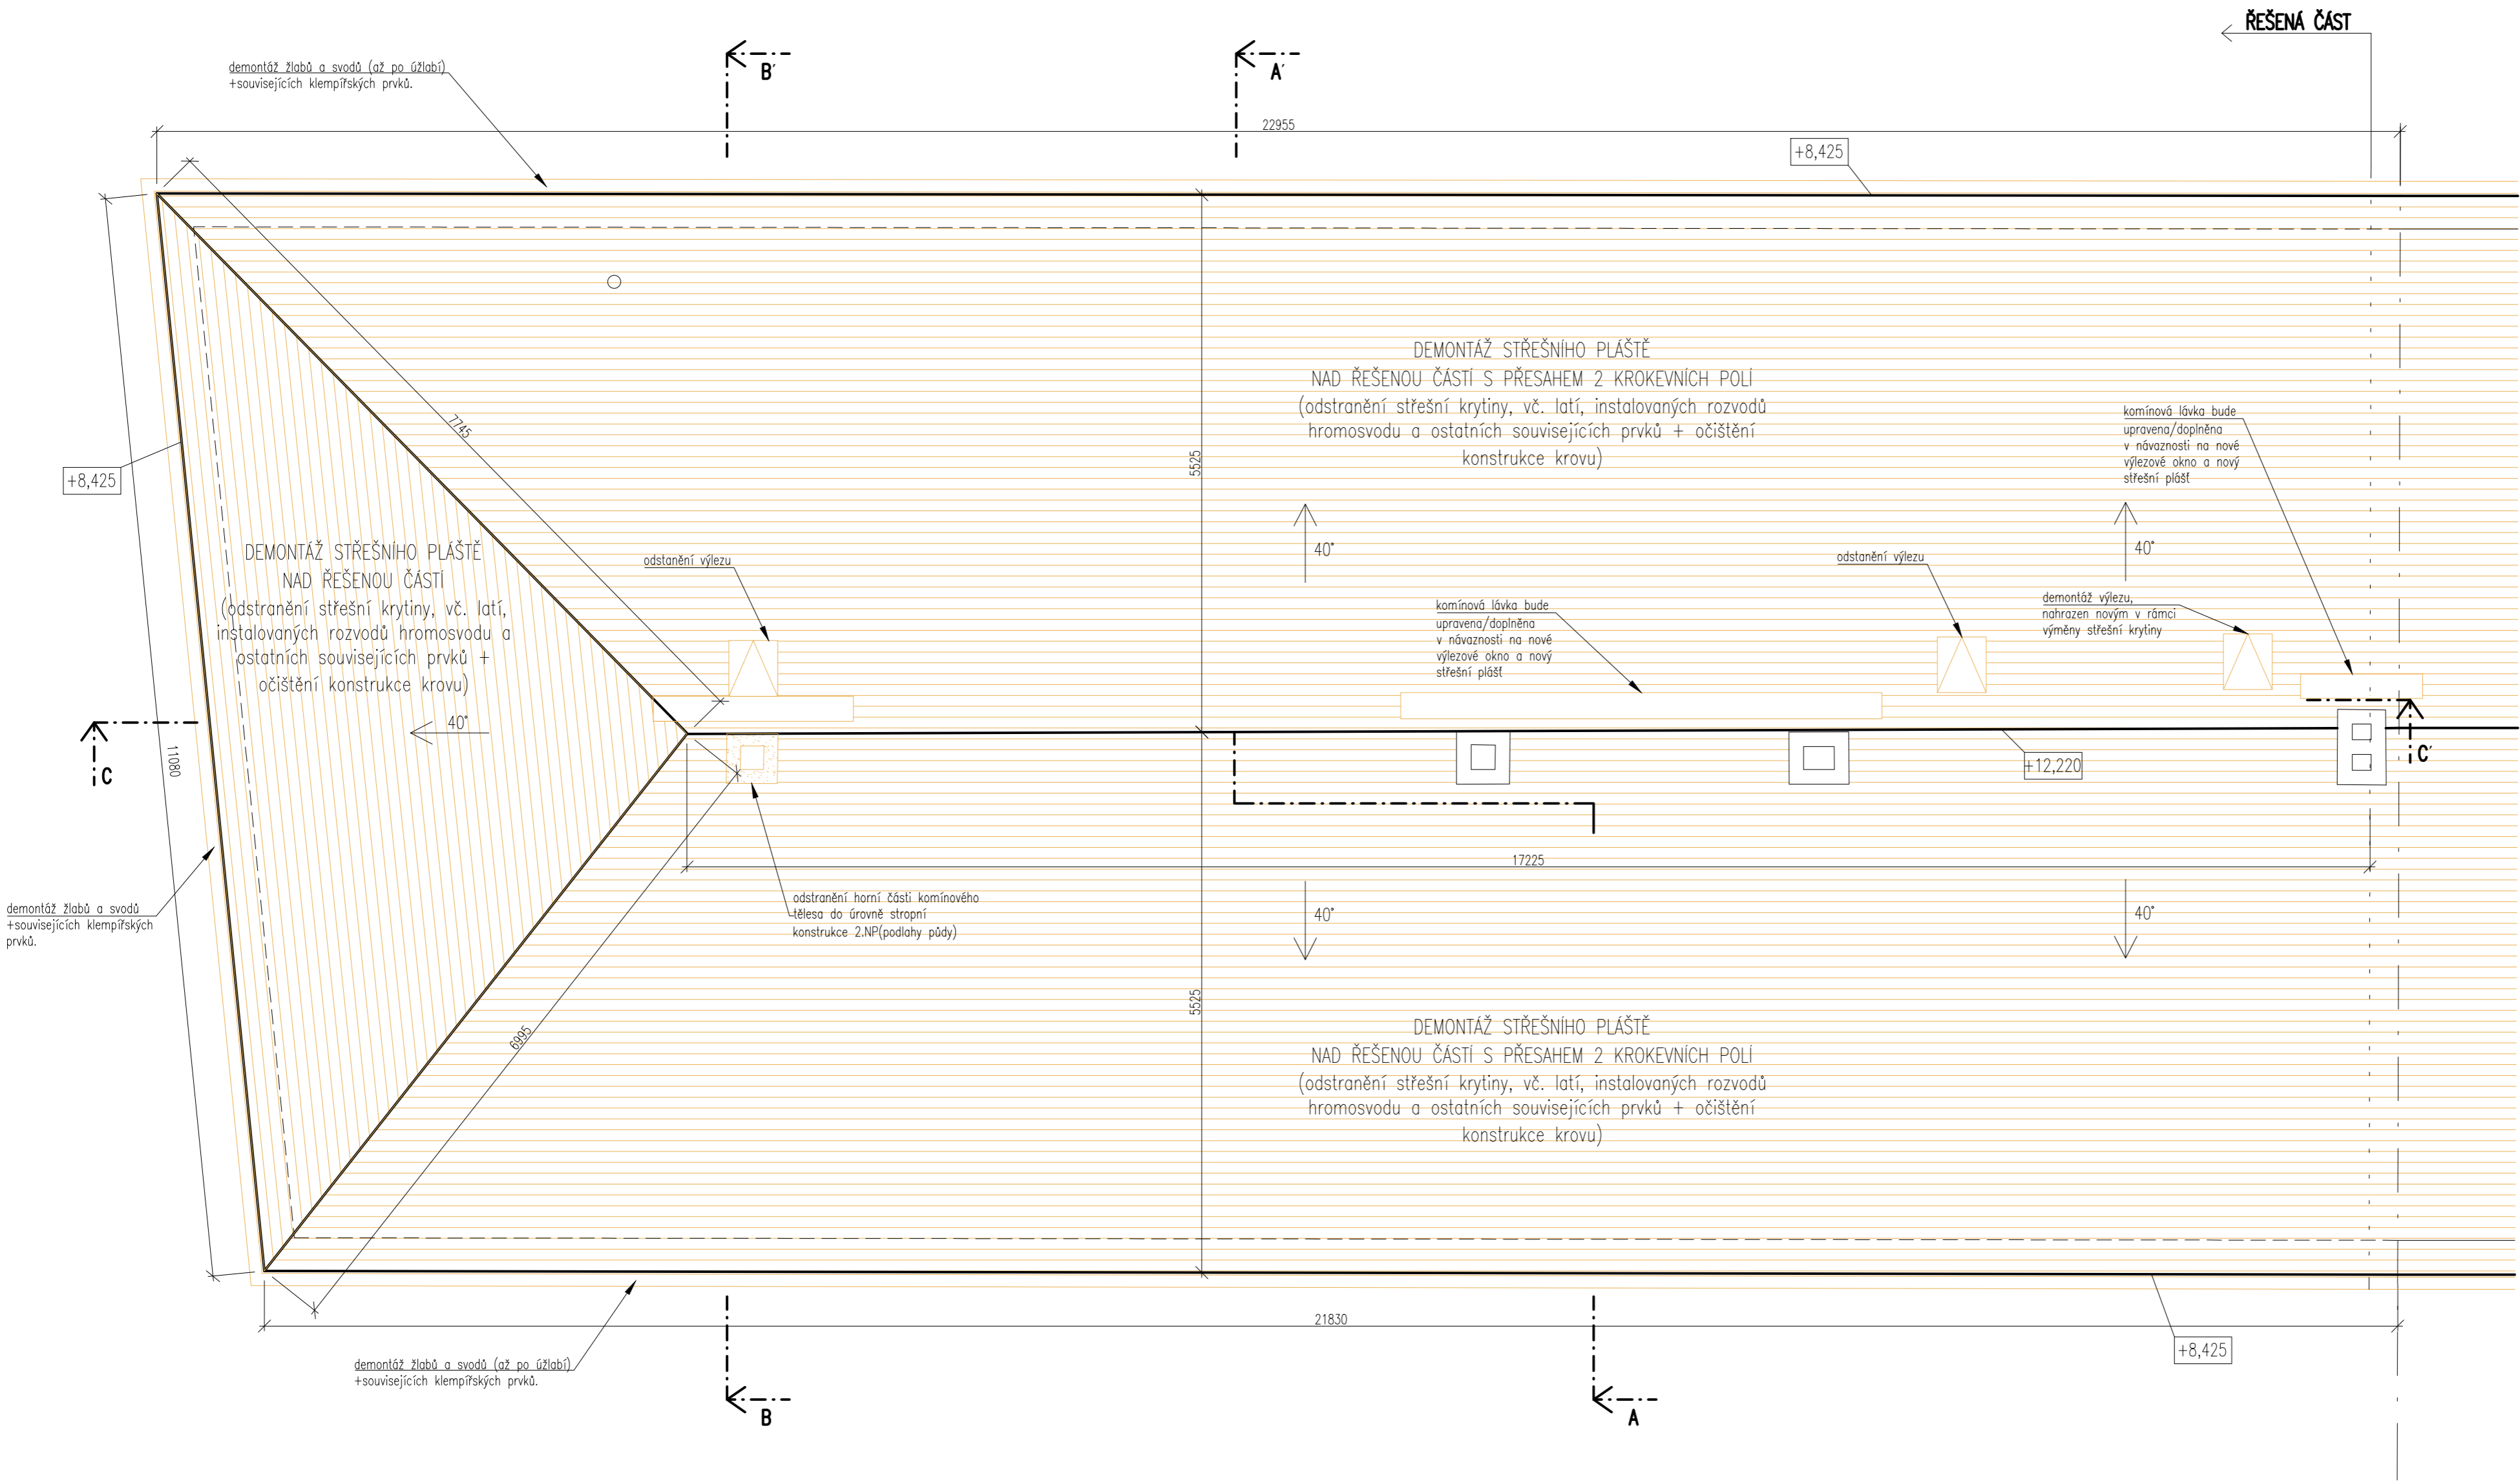 ŘEŠENÁ ČÁST
B´
A´
demontáž žlabů a svodů (až po úžlabí)
+souvisejících klempířských prvků.
22955
+8,425
DEMONTÁŽ STŘEŠNÍHO PLÁŠTĚ
NAD ŘEŠENOU ČÁSTÍ S PŘESAHEM 2 KROKEVNÍCH POLÍ
(odstranění střešní krytiny, vč. latí, instalovaných rozvodů
hromosvodu a ostatních souvisejících prvků + očištění
konstrukce krovu)
7745
5525
komínová lávka bude
upravena/doplněna
v návaznosti na nové
výlezové okno a nový
střešní plášť
+8,425
DEMONTÁŽ STŘEŠNÍHO PLÁŠTĚ
NAD ŘEŠENOU ČÁSTÍ
(odstranění střešní krytiny, vč. latí,
instalovaných rozvodů hromosvodu a
ostatních souvisejících prvků +
očištění konstrukce krovu)
40°
odstanění výlezu
40°
odstanění výlezu
40°
komínová lávka bude
upravena/doplněna
v návaznosti na nové
výlezové okno a nový
střešní plášť
demontáž výlezu,
nahrazen novým v rámci
výměny střešní krytiny
11080
C
C´
+12,220
17225
demontáž žlabů a svodů
+souvisejících klempířských
prvků.
odstranění horní části komínového
tělesa do úrovně stropní
konstrukce 2.NP(podlahy půdy)
40°
40°
6995
5525
DEMONTÁŽ STŘEŠNÍHO PLÁŠTĚ
NAD ŘEŠENOU ČÁSTÍ S PŘESAHEM 2 KROKEVNÍCH POLÍ
(odstranění střešní krytiny, vč. latí, instalovaných rozvodů
hromosvodu a ostatních souvisejících prvků + očištění
konstrukce krovu)
21830
+8,425
demontáž žlabů a svodů (až po úžlabí)
+souvisejících klempířských prvků.
B
A